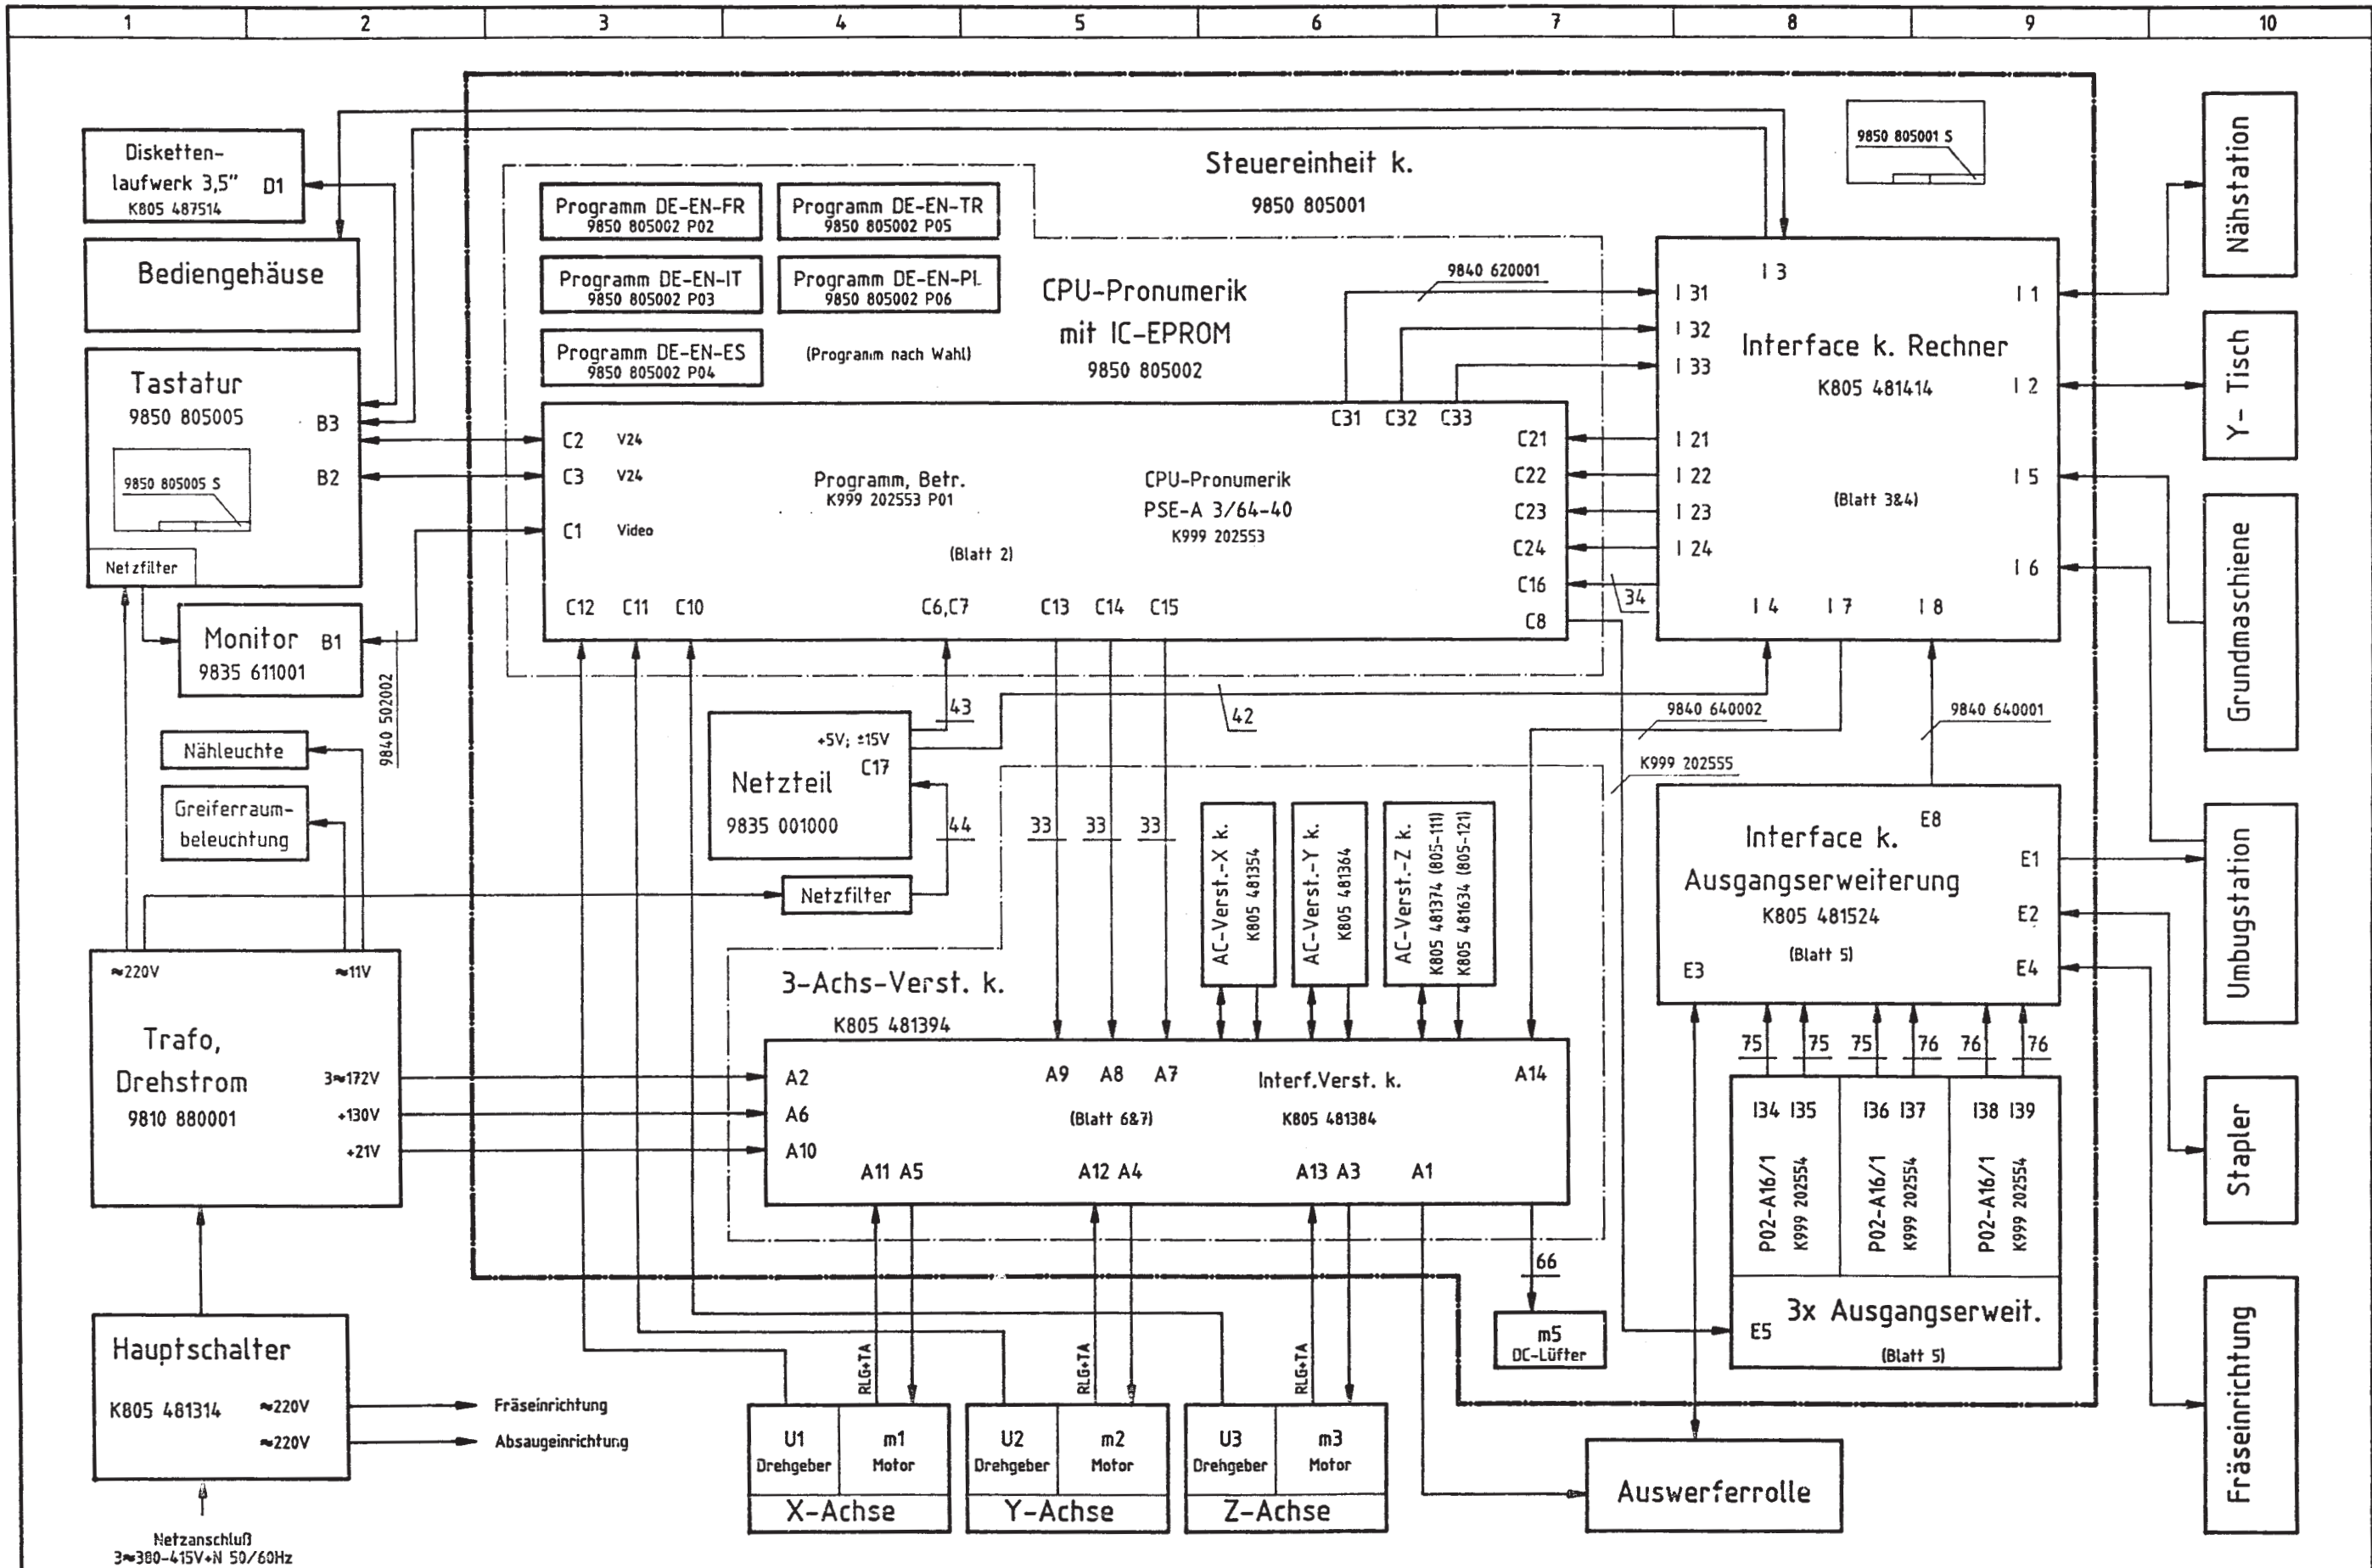 1 2 3 4 5 6 7 8 9 10
Disketten-
laufwerk 3,5" D1
K805 487514
Bediengehäuse
Tastatur
9850 805005
B3
B2
9850 805005 S
Netzfilter
Monitor B1
9835 611001
9840 502002
Nähleuchte
Greiferraum-
beleuchtung
≈220V ≈11V
Trafo,
Drehstrom
9810 880001
3≈172V
+130V
+21V
Hauptschalter
K805 481314 ≈220V
≈220V
Fräseinrichtung
Absaugeinrichtung
Netzanschluß
3≈380-415V+N 50/60Hz
Steuereinheit k.
9850 805001
9850 805001 S
Programm DE-EN-FR
9850 805002 P02
Programm DE-EN-TR
9850 805002 P05
Programm DE-EN-IT
9850 805002 P03
Programm DE-EN-PL
9850 805002 P06
Programm DE-EN-ES
9850 805002 P04
(Programm nach Wahl)
CPU-Pronumerik
mit IC-EPROM
9850 805002
9840 620001
C31 C32 C33
C2 V24
C3 V24
C1 Video
Programm, Betr.
K999 202553 P01
(Blatt 2)
CPU-Pronumerik
PSE-A 3/64-40
K999 202553
C21
C22
C23
C24
C16
C8
C12 C11 C10 C6,C7 C13 C14 C15
34
I 3
I 31
I 32
I 33
I 1
Interface k. Rechner
K805 481414
I 2
I 21
I 22
I 23
I 24
I 5
(Blatt 3&4)
I 6
I 4 I 7 I 8
43
42
9840 640002
9840 640001
K999 202555
+5V; ±15V
C17
Netzteil
9835 001000
44
33 33 33
Netzfilter
AC-Verst.-X k.
K805 481354
AC-Verst.-Y k.
K805 481364
AC-Verst.-Z k.
K805 481374 (805-111)
K805 481634 (805-121)
3-Achs-Verst. k.
K805 481394
A2
A6
A10
A9 A8 A7
(Blatt 6&7)
Interf.Verst. k.
K805 481384
A14
A11 A5 A12 A4 A13 A3 A1
66
m5
DC-Lüfter
RLG+TA
RLG+TA
RLG+TA
U1
Drehgeber
m1
Motor
X-Achse
U2
Drehgeber
m2
Motor
Y-Achse
U3
Drehgeber
m3
Motor
Z-Achse
E8
Interface k.
Ausgangserweiterung
K805 481524
(Blatt 5)
E1
E2
E4
E3
75 75 75 76 76 76
I34 I35 I36 I37 I38 I39
P02-A16/1
K999 202554
P02-A16/1
K999 202554
P02-A16/1
K999 202554
3x Ausgangserweit.
E5
(Blatt 5)
Auswerferrolle
Nähstation
Y- Tisch
Grundmaschiene
Umbugstation
Stapler
Fräseinrichtung